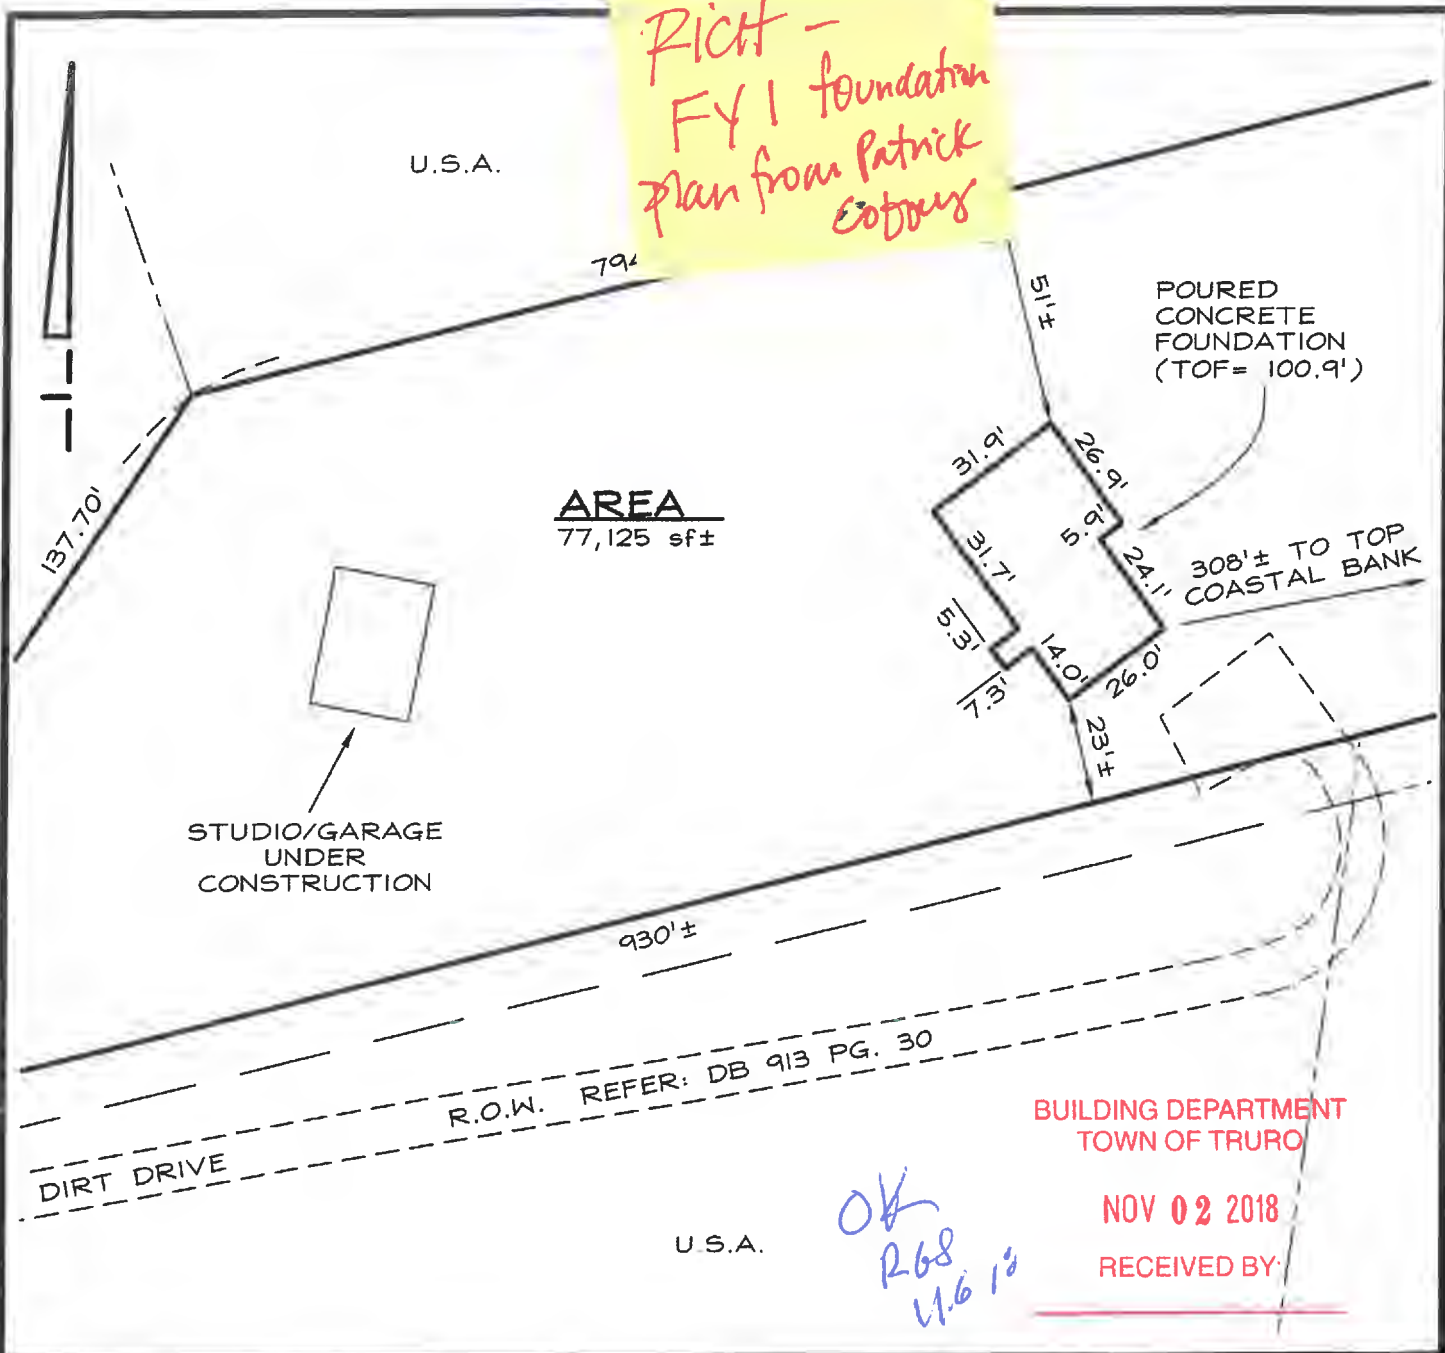 RICH -
FYI foundation
plan from Patrick
U.S.A.
794
51'±
POURED
CONCRETE
FOUNDATION
(TOF= 100.9')
31.9'
26.9'
5.9'
24.1'
308'± TO TOP
COASTAL BANK
137.70'
AREA
77,125 sf±
31.7'
5.3'
7.3'
14.0'
26.0'
23'±
STUDIO/GARAGE
UNDER
CONSTRUCTION
930'±
R.O.W. REFER: DB 913 PG. 30
DIRT DRIVE
BUILDING DEPARTMENT
TOWN OF TRURO
NOV 02 2018
RECEIVED BY:
U.S.A.
OK
RGS